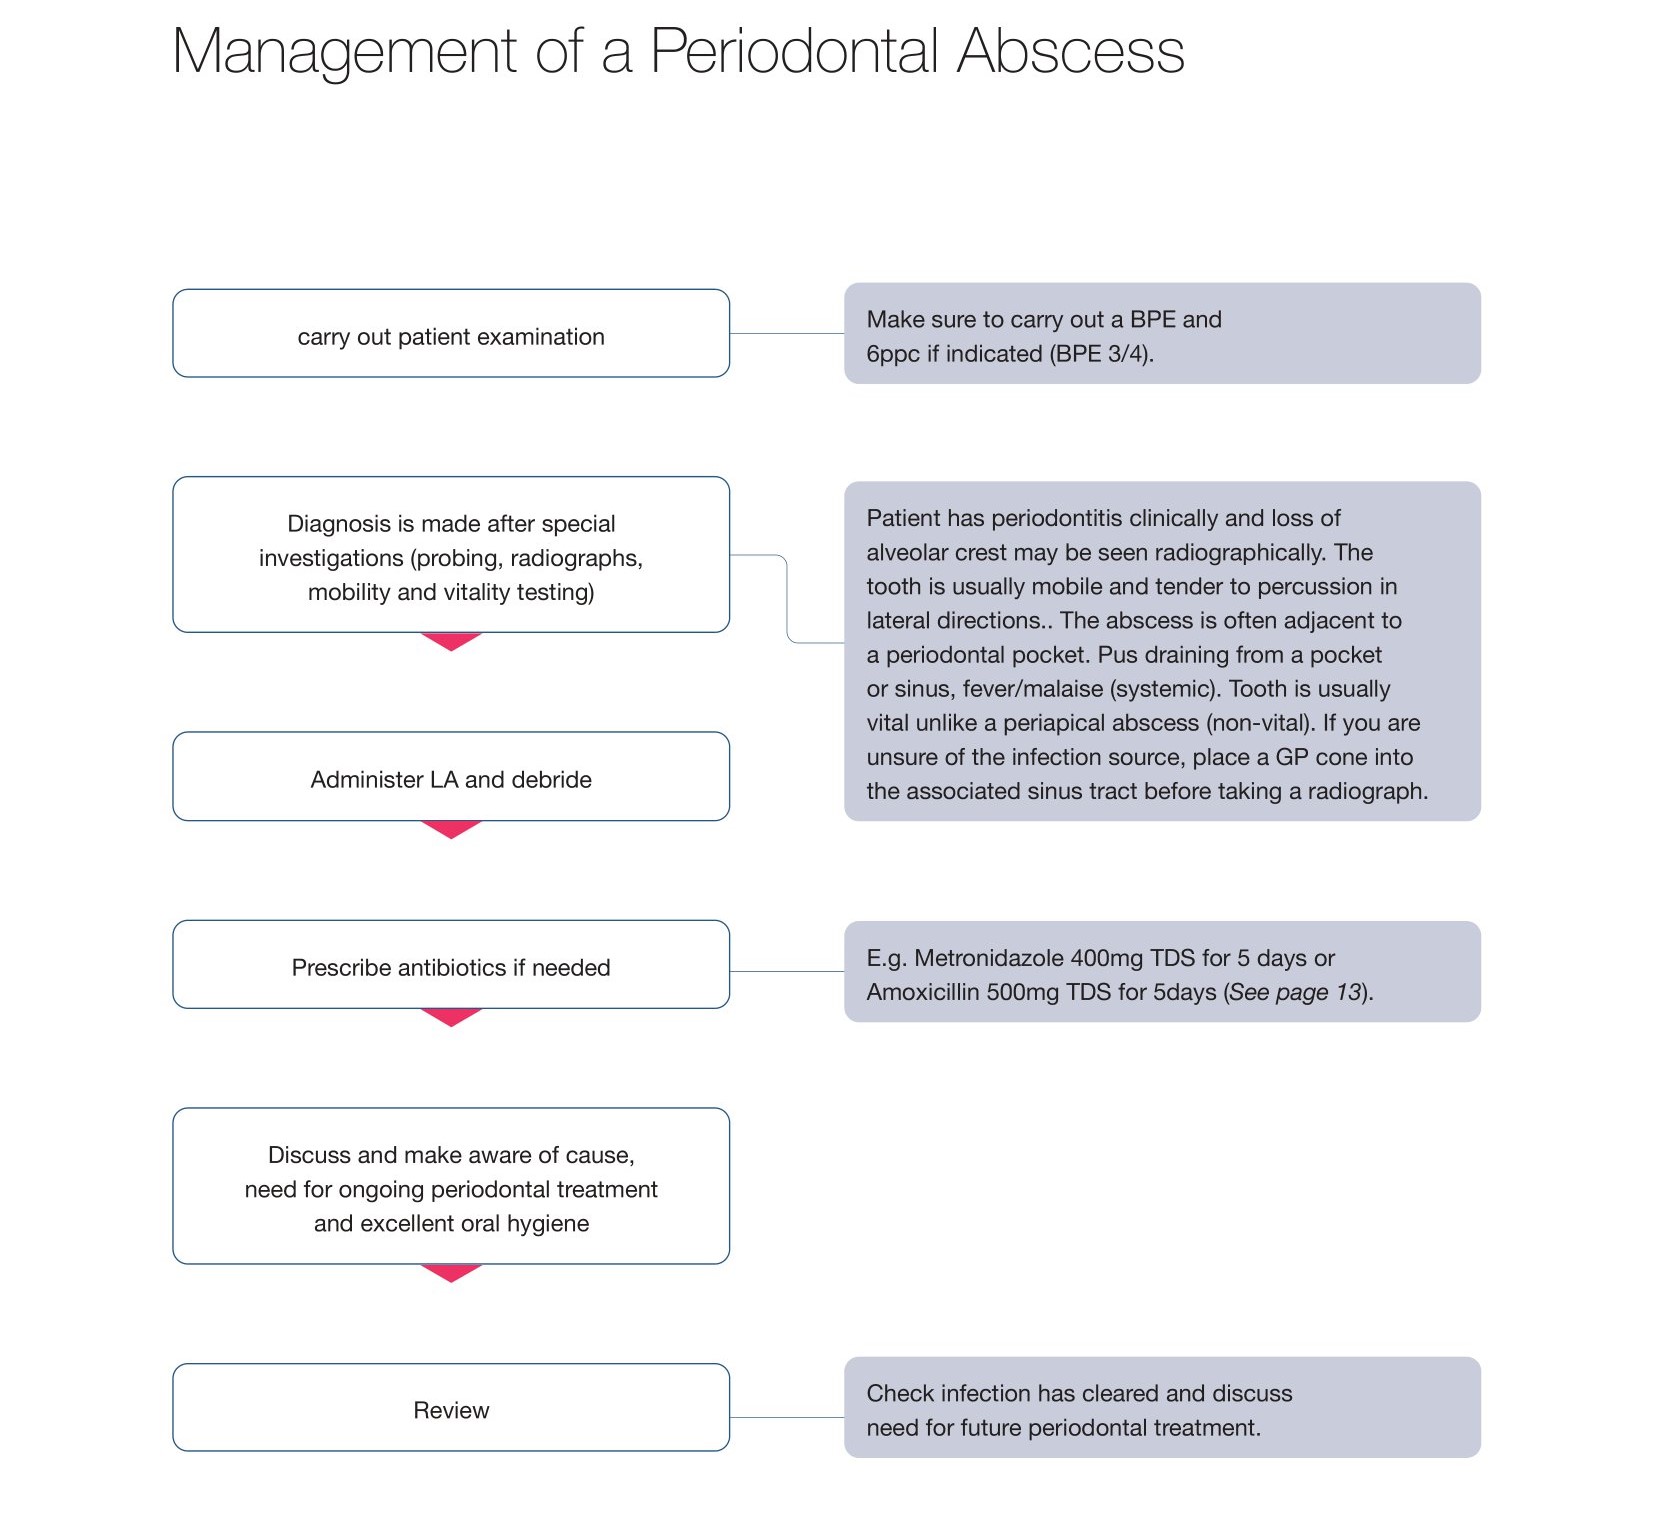 Management of a Periodontal Abscess
carry out patient examination
Make sure to carry out a BPE and
6ppc if indicated (BPE 3/4).
Diagnosis is made after special
investigations (probing, radiographs,
mobility and vitality testing)
Patient has periodontitis clinically and loss of
alveolar crest may be seen radiographically. The
tooth is usually mobile and tender to percussion in
lateral directions.. The abscess is often adjacent to
a periodontal pocket. Pus draining from a pocket
or sinus, fever/malaise (systemic). Tooth is usually
vital unlike a periapical abscess (non-vital). If you are
unsure of the infection source, place a GP cone into
the associated sinus tract before taking a radiograph.
Administer LA and debride
Prescribe antibiotics if needed
E.g. Metronidazole 400mg TDS for 5 days or
Amoxicillin 500mg TDS for 5days (See page 13).
Discuss and make aware of cause,
need for ongoing periodontal treatment
and excellent oral hygiene
Review
Check infection has cleared and discuss
need for future periodontal treatment.